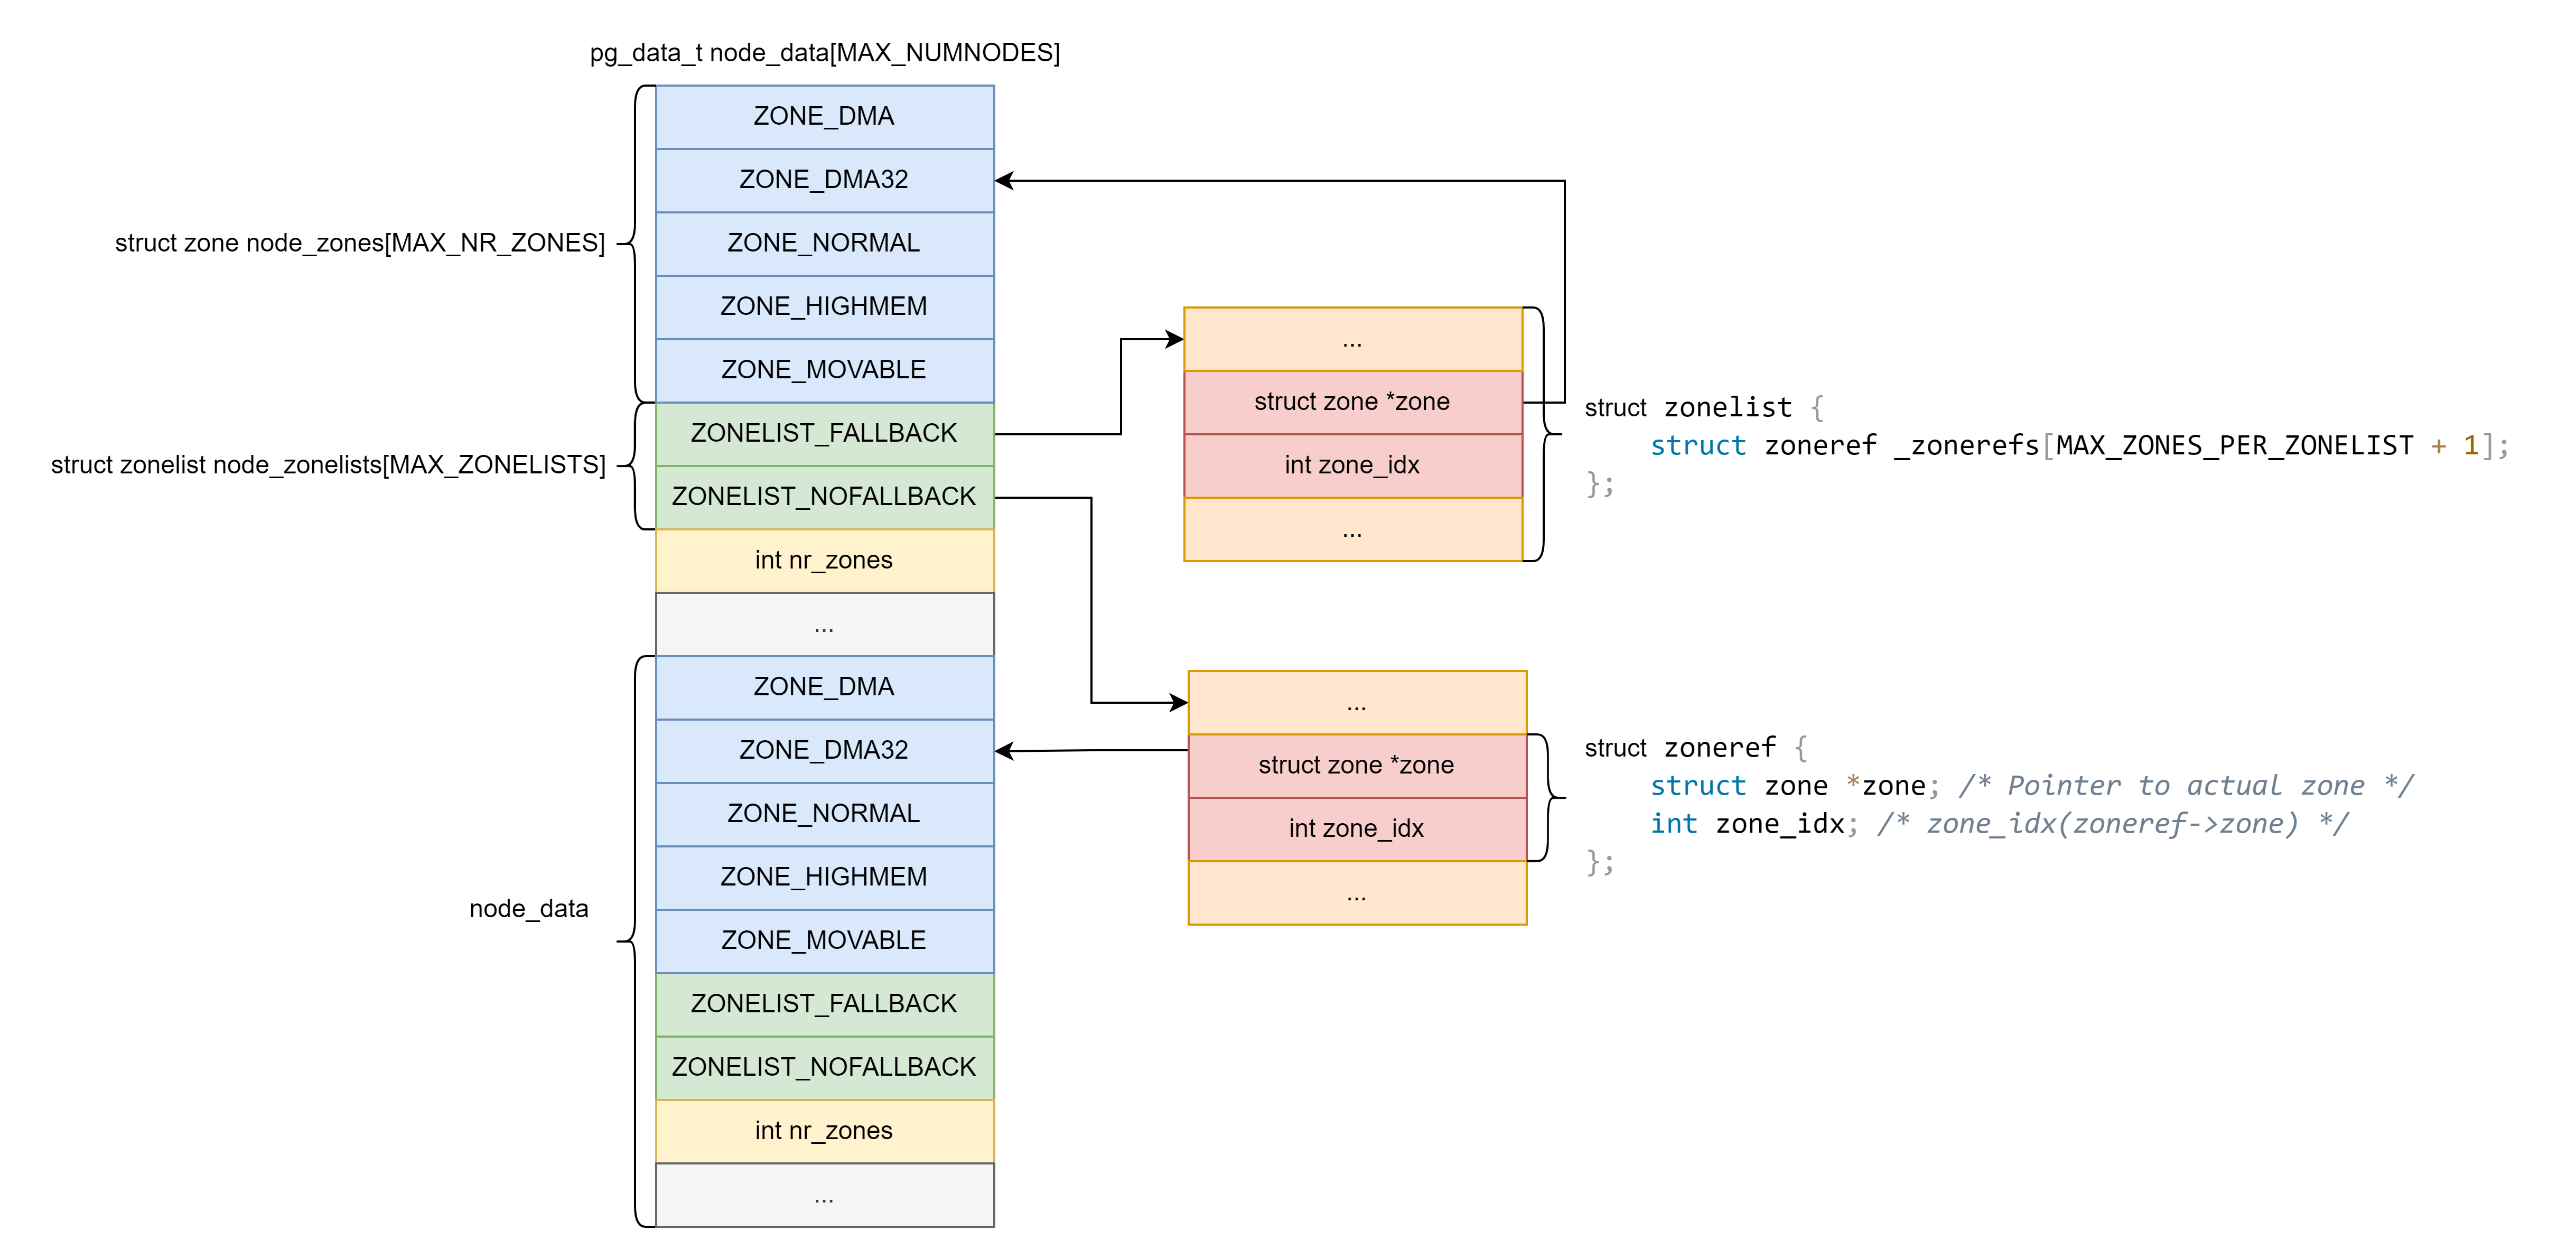 pg_data_t node_data[MAX_NUMNODES]
ZONE_DMA
ZONE_DMA32
struct zone node_zones[MAX_NR_ZONES]
ZONE_NORMAL
ZONE_HIGHMEM
ZONE_MOVABLE
struct zonelist node_zonelists[MAX_ZONELISTS]
ZONELIST_FALLBACK
ZONELIST_NOFALLBACK
int nr_zones
...
node_data
ZONE_DMA
ZONE_DMA32
ZONE_NORMAL
ZONE_HIGHMEM
ZONE_MOVABLE
ZONELIST_FALLBACK
ZONELIST_NOFALLBACK
int nr_zones
...
...
struct zone *zone
int zone_idx
...
struct zonelist {
struct zoneref _zonerefs[MAX_ZONES_PER_ZONELIST + 1];
};
...
struct zone *zone
int zone_idx
...
struct zoneref {
struct zone *zone; /* Pointer to actual zone */
int zone_idx; /* zone_idx(zoneref->zone) */
};